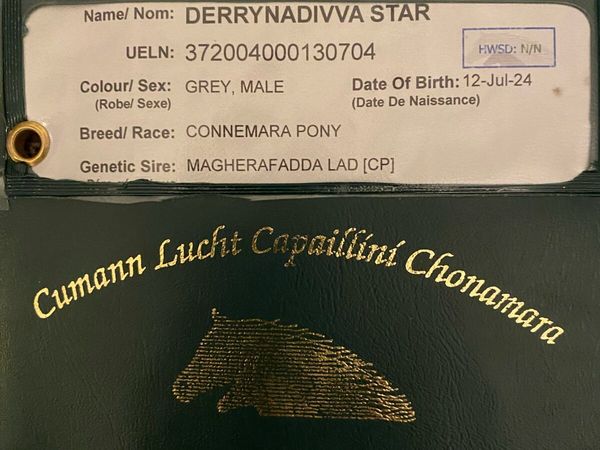 Name/ Nom: DERRYNADIVVA STAR
UELN: 372004000130704
HWSD: N/N
Colour/ Sex: GREY, MALE Date Of Birth: 12-Jul-24
(Robe/ Sexe) (Date De Naissance)
Breed/ Race: CONNEMARA PONY
Genetic Sire: MAGHERAFADDA LAD [CP]
Cumann Lucht Capaillíní Chonamara